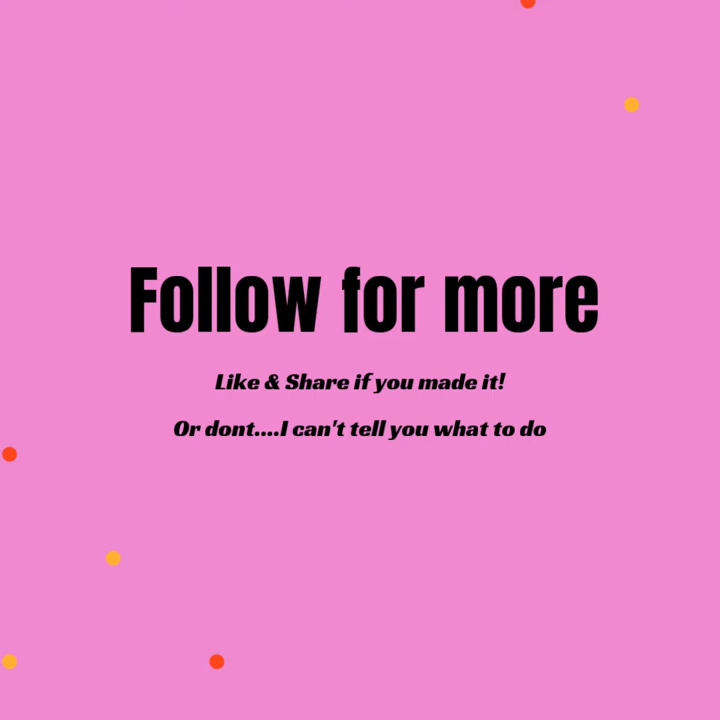 Follow for more
Like & Share if you made it!
Or dont....I can't tell you what to do